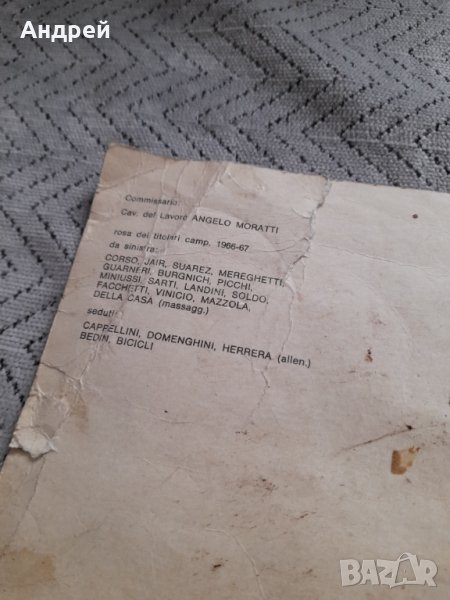 Андрей
Commissario:
Cav. del Lavoro ANGELO MORATTI
rosa dei titolari camp. 1966-67
da sinistra:
CORSO, JAIR, SUAREZ, MEREGHETTI,
GUARNERI, BURGNICH, PICCHI,
MINIUSSI, SARTI, LANDINI, SOLDO,
FACCHETTI, VINICIO, MAZZOLA,
DELLA CASA (massagg.)
seduti:
CAPPELLINI, DOMENGHINI, HERRERA (allen.)
BEDIN, BICICLI
BAZAR